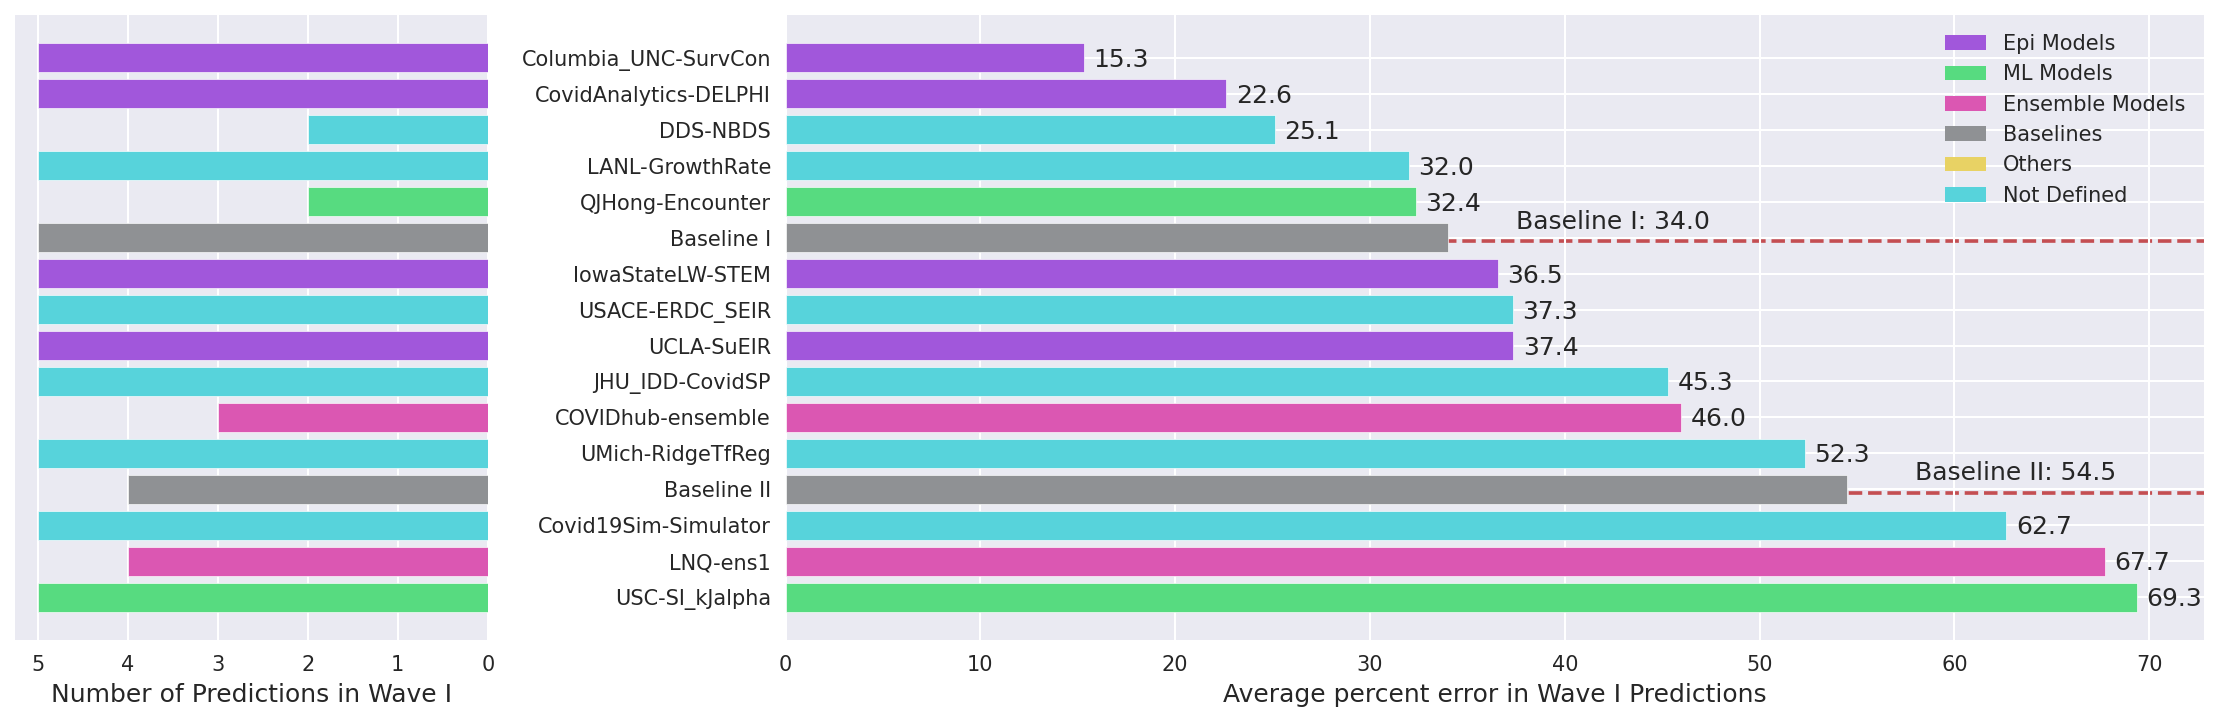 Columbia_UNC-SurvCon 15.3
CovidAnalytics-DELPHI 22.6
DDS-NBDS 25.1
LANL-GrowthRate 32.0
QJHong-Encounter 32.4
Baseline I
Baseline I: 34.0
IowaStateLW-STEM 36.5
USACE-ERDC_SEIR 37.3
UCLA-SuEIR 37.4
JHU_IDD-CovidSP 45.3
COVIDhub-ensemble 46.0
UMich-RidgeTfReg 52.3
Baseline II
Baseline II: 54.5
Covid19Sim-Simulator 62.7
LNQ-ens1 67.7
USC-SI_kJalpha 69.3
Epi Models
ML Models
Ensemble Models
Baselines
Others
Not Defined
5 4 3 2 1 0
Number of Predictions in Wave I
0 10 20 30 40 50 60 70
Average percent error in Wave I Predictions